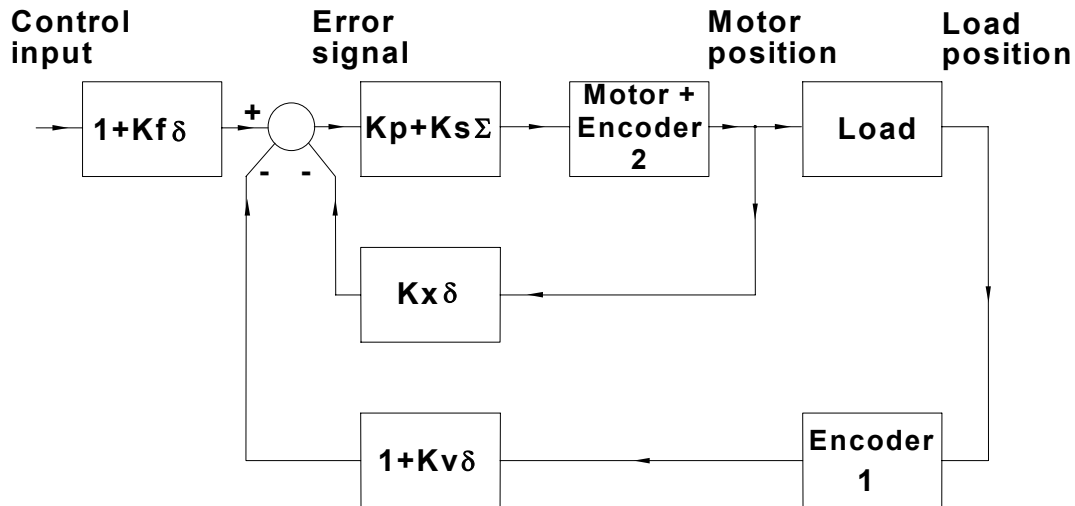 Control
input
Error
signal
Motor
position
Load
position
1+Kfδ
+
- -
Kp+KsΣ
Motor +
Encoder
2
Load
Kxδ
1+Kvδ
Encoder
1